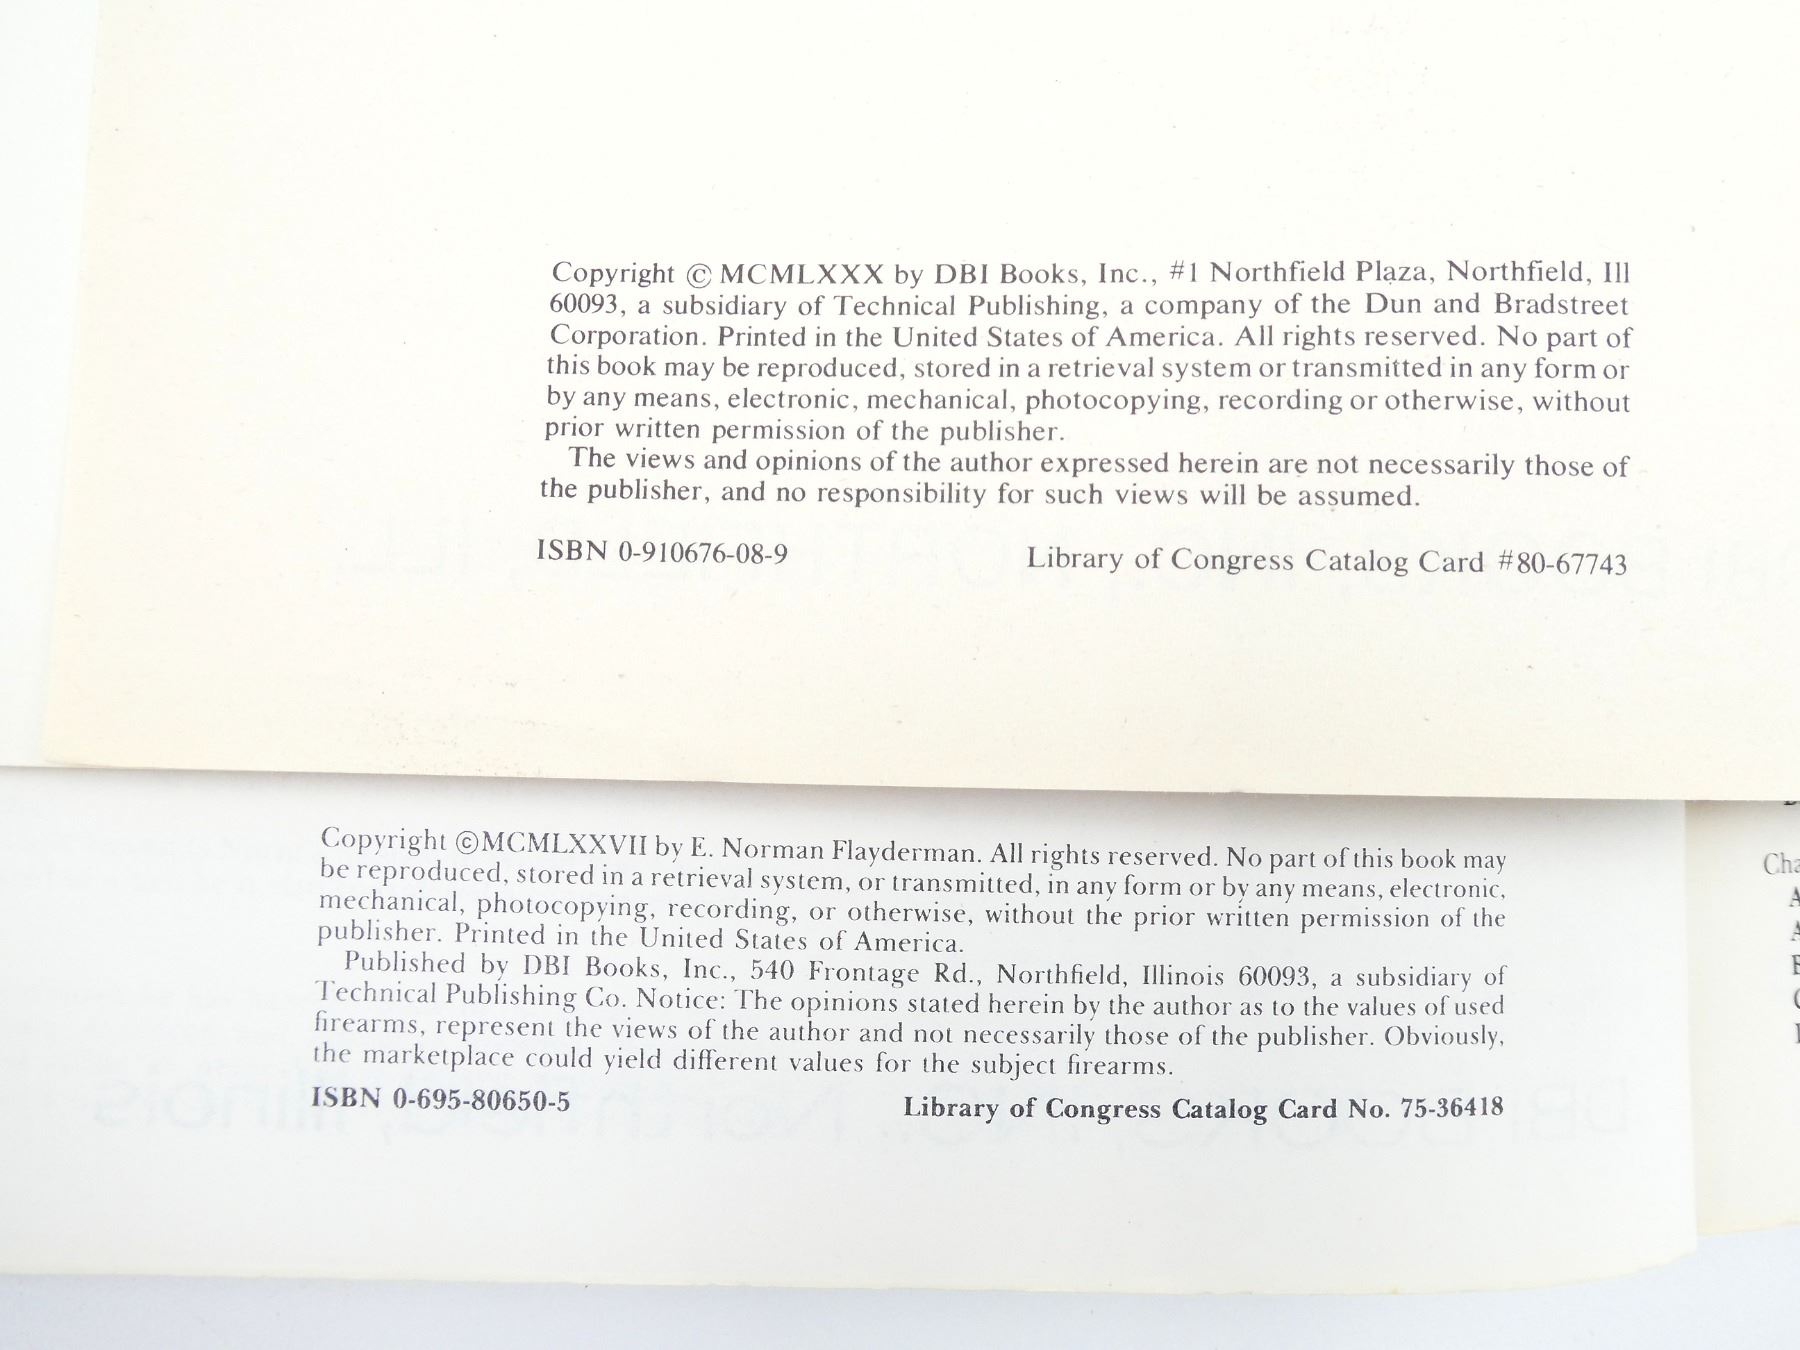 Copyright © MCMLXXX by DBI Books, Inc., #1 Northfield Plaza, Northfield, Ill
60093, a subsidiary of Technical Publishing, a company of the Dun and Bradstreet
Corporation. Printed in the United States of America. All rights reserved. No part of
this book may be reproduced, stored in a retrieval system or transmitted in any form or
by any means, electronic, mechanical, photocopying, recording or otherwise, without
prior written permission of the publisher.
The views and opinions of the author expressed herein are not necessarily those of
the publisher, and no responsibility for such views will be assumed.
ISBN 0-910676-08-9 Library of Congress Catalog Card #80-67743
Copyright ©MCMLXXVII by E. Norman Flayderman. All rights reserved. No part of this book may
be reproduced, stored in a retrieval system, or transmitted, in any form or by any means, electronic,
mechanical, photocopying, recording, or otherwise, without the prior written permission of the
publisher. Printed in the United States of America.
Published by DBI Books, Inc., 540 Frontage Rd., Northfield, Illinois 60093, a subsidiary of
Technical Publishing Co. Notice: The opinions stated herein by the author as to the values of used
firearms, represent the views of the author and not necessarily those of the publisher. Obviously,
the marketplace could yield different values for the subject firearms.
ISBN 0-695-80650-5 Library of Congress Catalog Card No. 75-36418